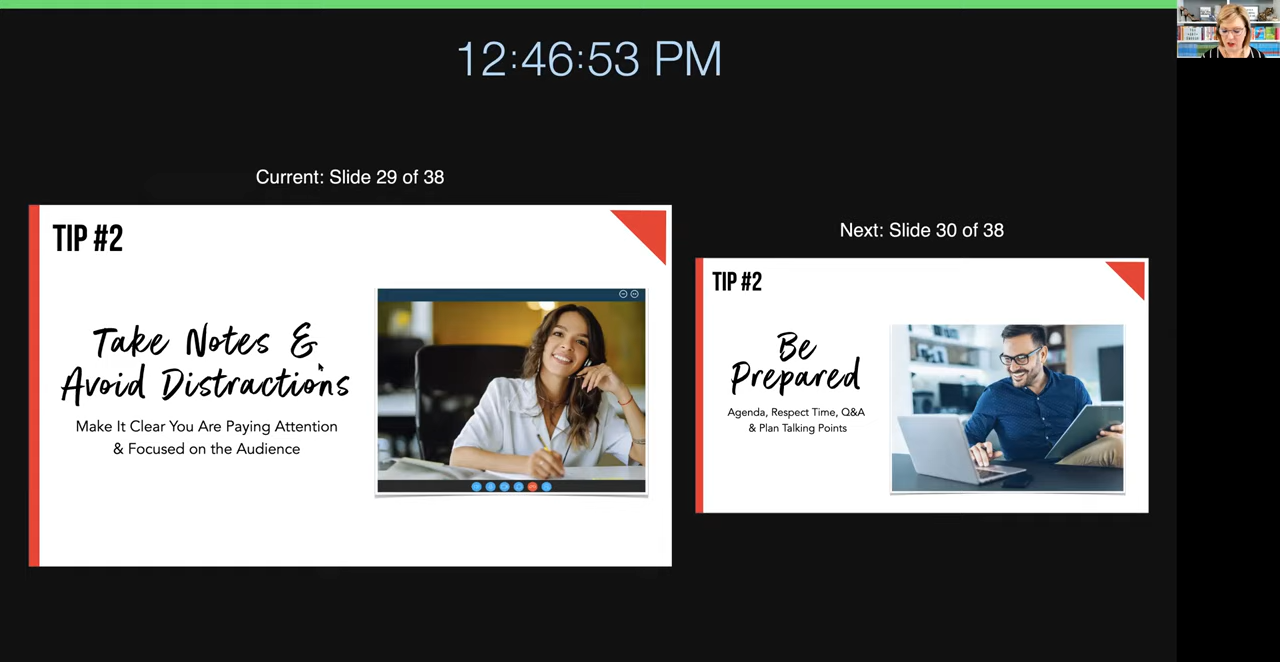 12:46:53 PM
Current: Slide 29 of 38
TIP #2
Take Notes &
Avoid Distractions
Make It Clear You Are Paying Attention
& Focused on the Audience
Next: Slide 30 of 38
TIP #2
Be
Prepared
Agenda, Respect Time, Q&A
& Plan Talking Points